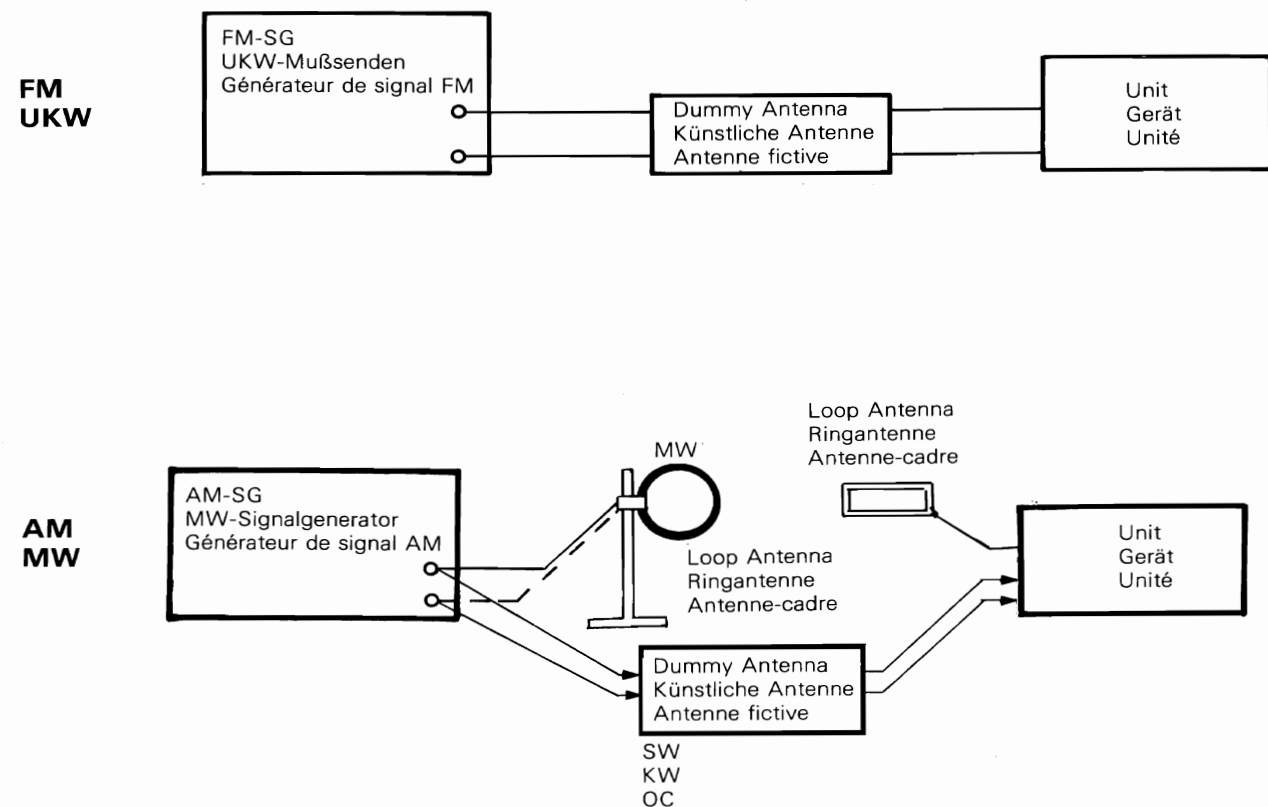 FM
UKW
FM-SG
UKW-Mußsenden
Générateur de signal FM
Dummy Antenna
Künstliche Antenne
Antenne fictive
Unit
Gerät
Unité
AM
MW
AM-SG
MW-Signalgenerator
Générateur de signal AM
MW
Loop Antenna
Ringantenne
Antenne-cadre
Loop Antenna
Ringantenne
Antenne-cadre
Unit
Gerät
Unité
Dummy Antenna
Künstliche Antenne
Antenne fictive
SW
KW
OC